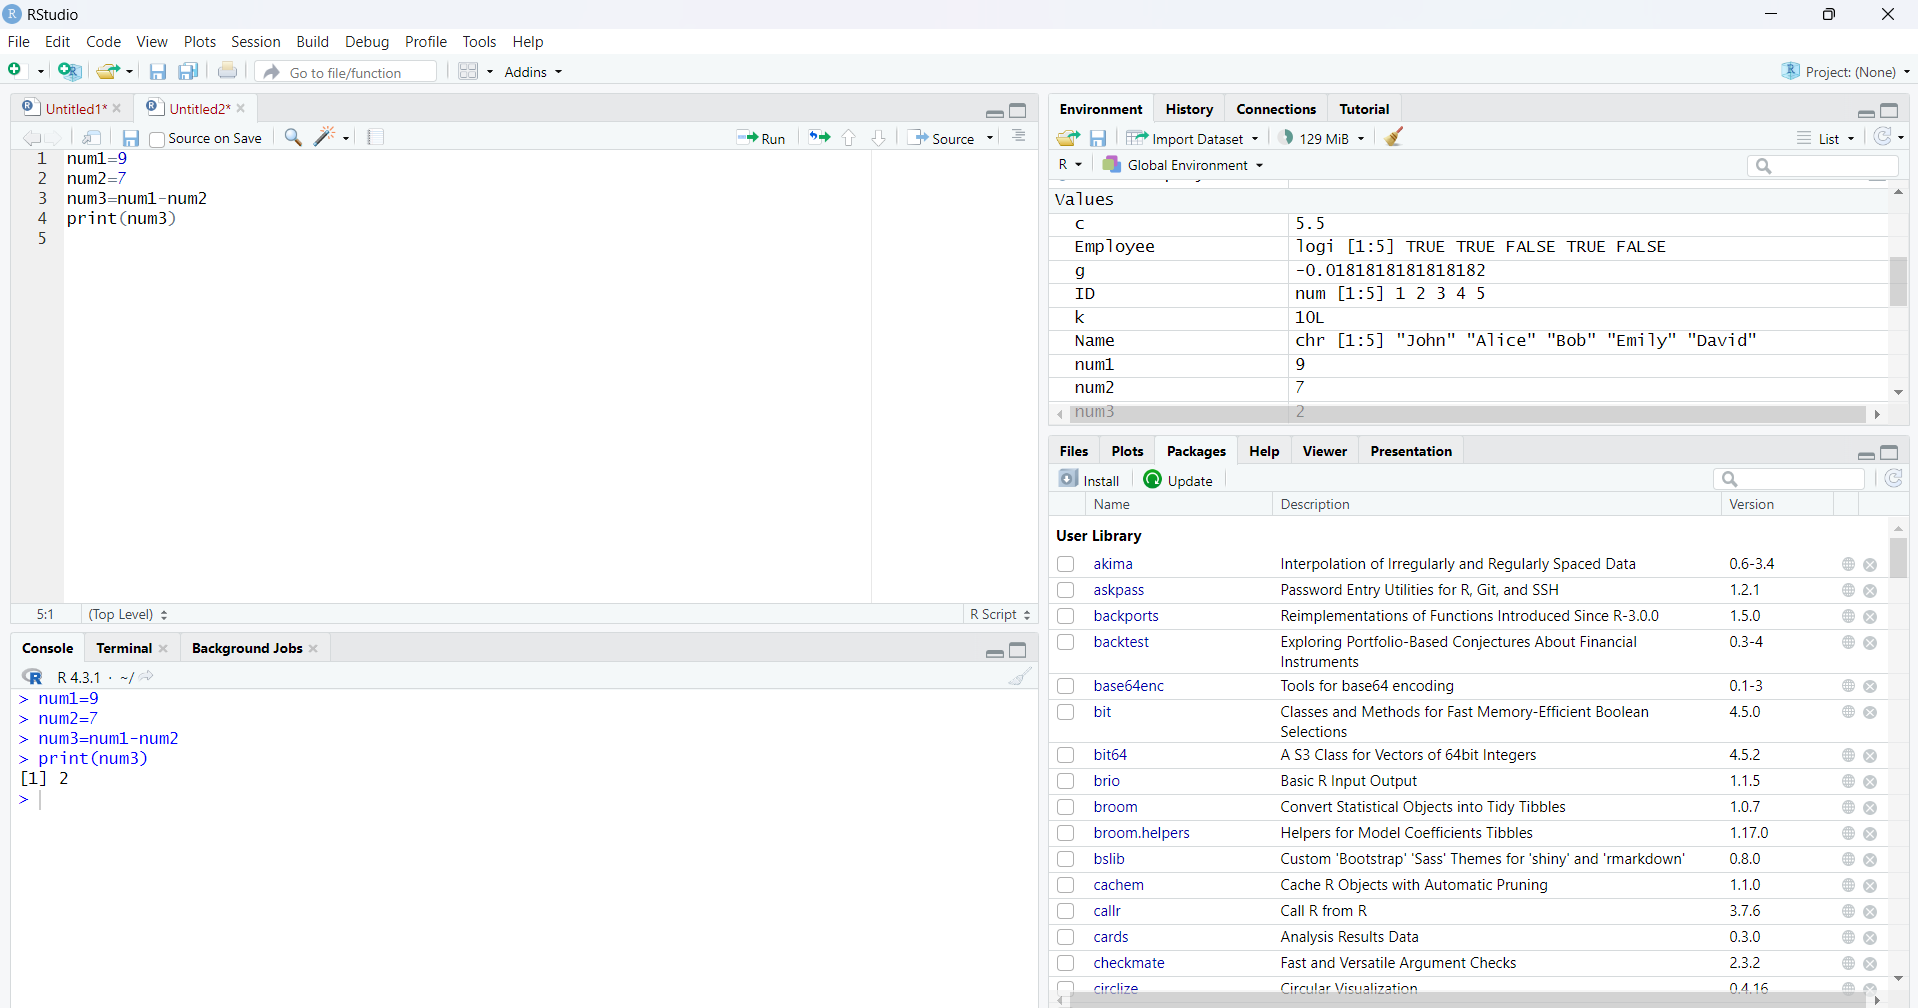 RStudio
File Edit Code View Plots Session Build Debug Profile Tools Help
Go to file/function Addins Project: (None)
Untitled1* Untitled2*
Source on Save Run Source
1 num1=9
2 num2=7
3 num3=num1-num2
4 print(num3)
5
5:1 (Top Level) R Script
Console Terminal Background Jobs
R 4.3.1 · ~/
> num1=9
> num2=7
> num3=num1-num2
> print(num3)
[1] 2
>
Environment History Connections Tutorial
Import Dataset 129 MiB List
R Global Environment
Values
c 5.5
Employee logi [1:5] TRUE TRUE FALSE TRUE FALSE
g -0.0181818181818182
ID num [1:5] 1 2 3 4 5
k 10L
Name chr [1:5] "John" "Alice" "Bob" "Emily" "David"
num1 9
num2 7
num3 2
Files Plots Packages Help Viewer Presentation
Install Update
Name Description Version
User Library
akima Interpolation of Irregularly and Regularly Spaced Data 0.6-3.4
askpass Password Entry Utilities for R, Git, and SSH 1.2.1
backports Reimplementations of Functions Introduced Since R-3.0.0 1.5.0
backtest Exploring Portfolio-Based Conjectures About Financial 0.3-4
Instruments
base64enc Tools for base64 encoding 0.1-3
bit Classes and Methods for Fast Memory-Efficient Boolean 4.5.0
Selections
bit64 A S3 Class for Vectors of 64bit Integers 4.5.2
brio Basic R Input Output 1.1.5
broom Convert Statistical Objects into Tidy Tibbles 1.0.7
broom.helpers Helpers for Model Coefficients Tibbles 1.17.0
bslib Custom 'Bootstrap' 'Sass' Themes for 'shiny' and 'rmarkdown' 0.8.0
cachem Cache R Objects with Automatic Pruning 1.1.0
callr Call R from R 3.7.6
cards Analysis Results Data 0.3.0
checkmate Fast and Versatile Argument Checks 2.3.2
circlize Circular Visualization 0.4.16